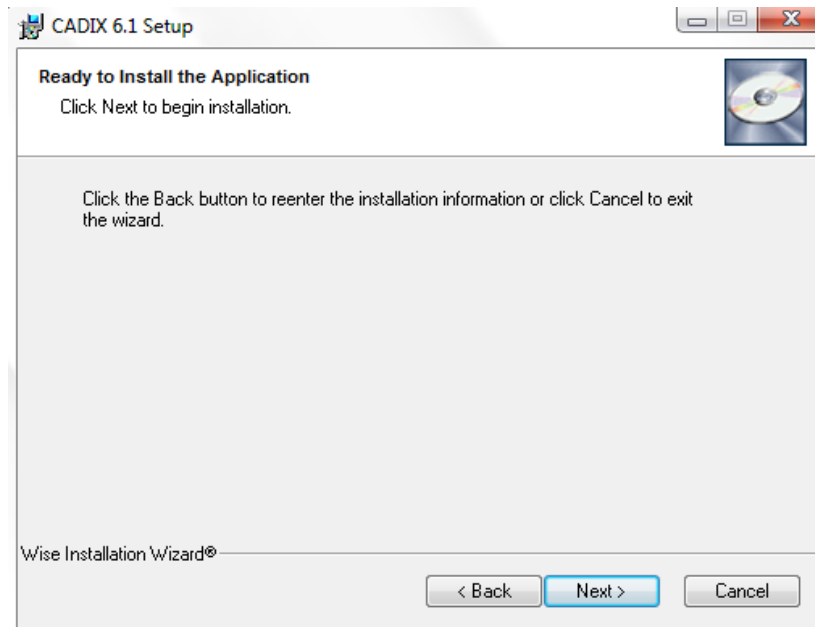 CADIX 6.1 Setup
Ready to Install the Application
Click Next to begin installation.
Click the Back button to reenter the installation information or click Cancel to exit
the wizard.
Wise Installation Wizard®
< Back Next > Cancel